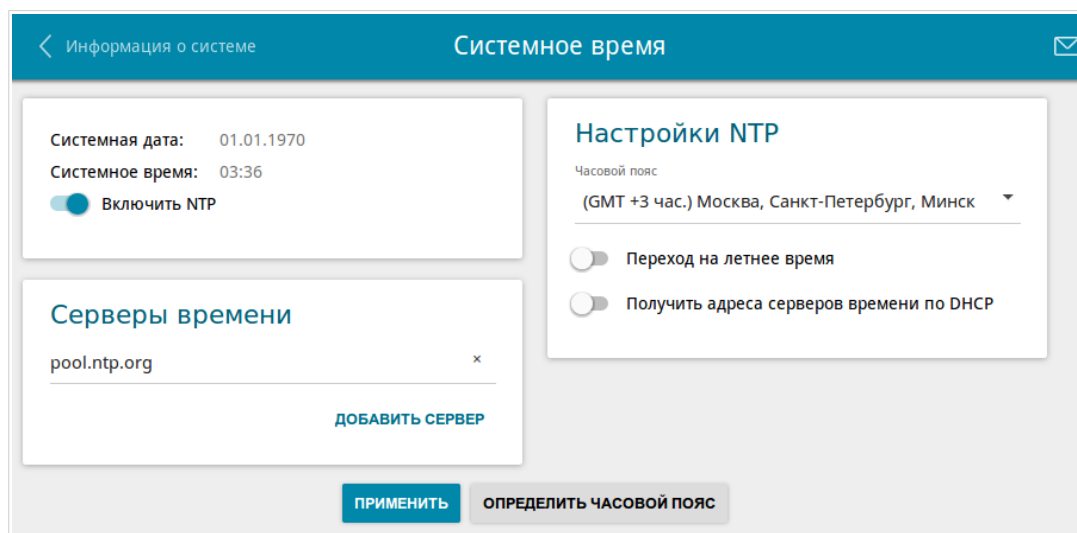 Информация о системе
Системное время
Системная дата: 01.01.1970
Системное время: 03:36
Включить NTP
Серверы времени
pool.ntp.org ×
ДОБАВИТЬ СЕРВЕР
Настройки NTP
Часовой пояс
(GMT +3 час.) Москва, Санкт-Петербург, Минск
Переход на летнее время
Получить адреса серверов времени по DHCP
ПРИМЕНИТЬ
ОПРЕДЕЛИТЬ ЧАСОВОЙ ПОЯС